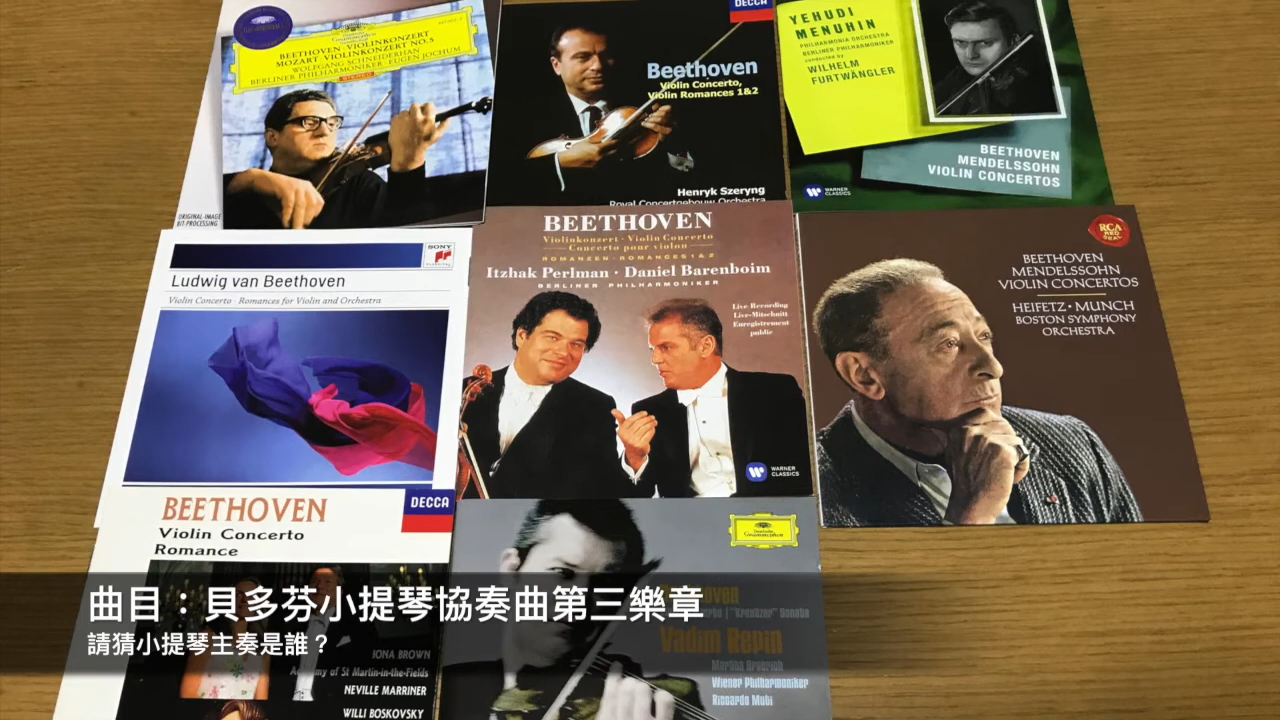 BEETHOVEN · VIOLINKONZERT
MOZART VIOLINKONZERT NO.5
WOLFGANG SCHNEIDERHAN
BERLINER PHILHARMONIKER · EUGEN JOCHUM
STEREO
ORIGINAL-IMAGE
BIT-PROCESSING
DECCA
Beethoven
Violin Concerto,
Violin Romances 1&2
Henryk Szeryng
Royal Concertgebouw Orchestra
YEHUDI
MENUHIN
PHILHARMONIA ORCHESTRA
BERLINER PHILHARMONIKER
conducted by
WILHELM
FURTWÄNGLER
BEETHOVEN
MENDELSSOHN
VIOLIN CONCERTOS
WARNER
CLASSICS
SONY
Ludwig van Beethoven
Violin Concerto · Romances for Violin and Orchestra
BEETHOVEN
Violinkonzert · Violin Concerto
Concerto pour violon
ROMANZEN · ROMANCES 1 & 2
Itzhak Perlman · Daniel Barenboim
BERLINER PHILHARMONIKER
Live Recording
Live-Mitschnitt
Enregistrement
public
WARNER
CLASSICS
RCA
RED
SEAL
BEETHOVEN
MENDELSSOHN
VIOLIN CONCERTOS
HEIFETZ · MUNCH
BOSTON SYMPHONY
ORCHESTRA
DECCA
BEETHOVEN
Violin Concerto
Romance
IONA BROWN
Academy of St Martin-in-the-Fields
NEVILLE MARRINER
WILLI BOSKOVSKY
Deutsche
Grammophon
"Kreutzer" Sonata
Vadim Repin
Martha Argerich
Wiener Philharmoniker
Riccardo Muti
曲目：貝多芬小提琴協奏曲第三樂章
請猜小提琴主奏是誰？